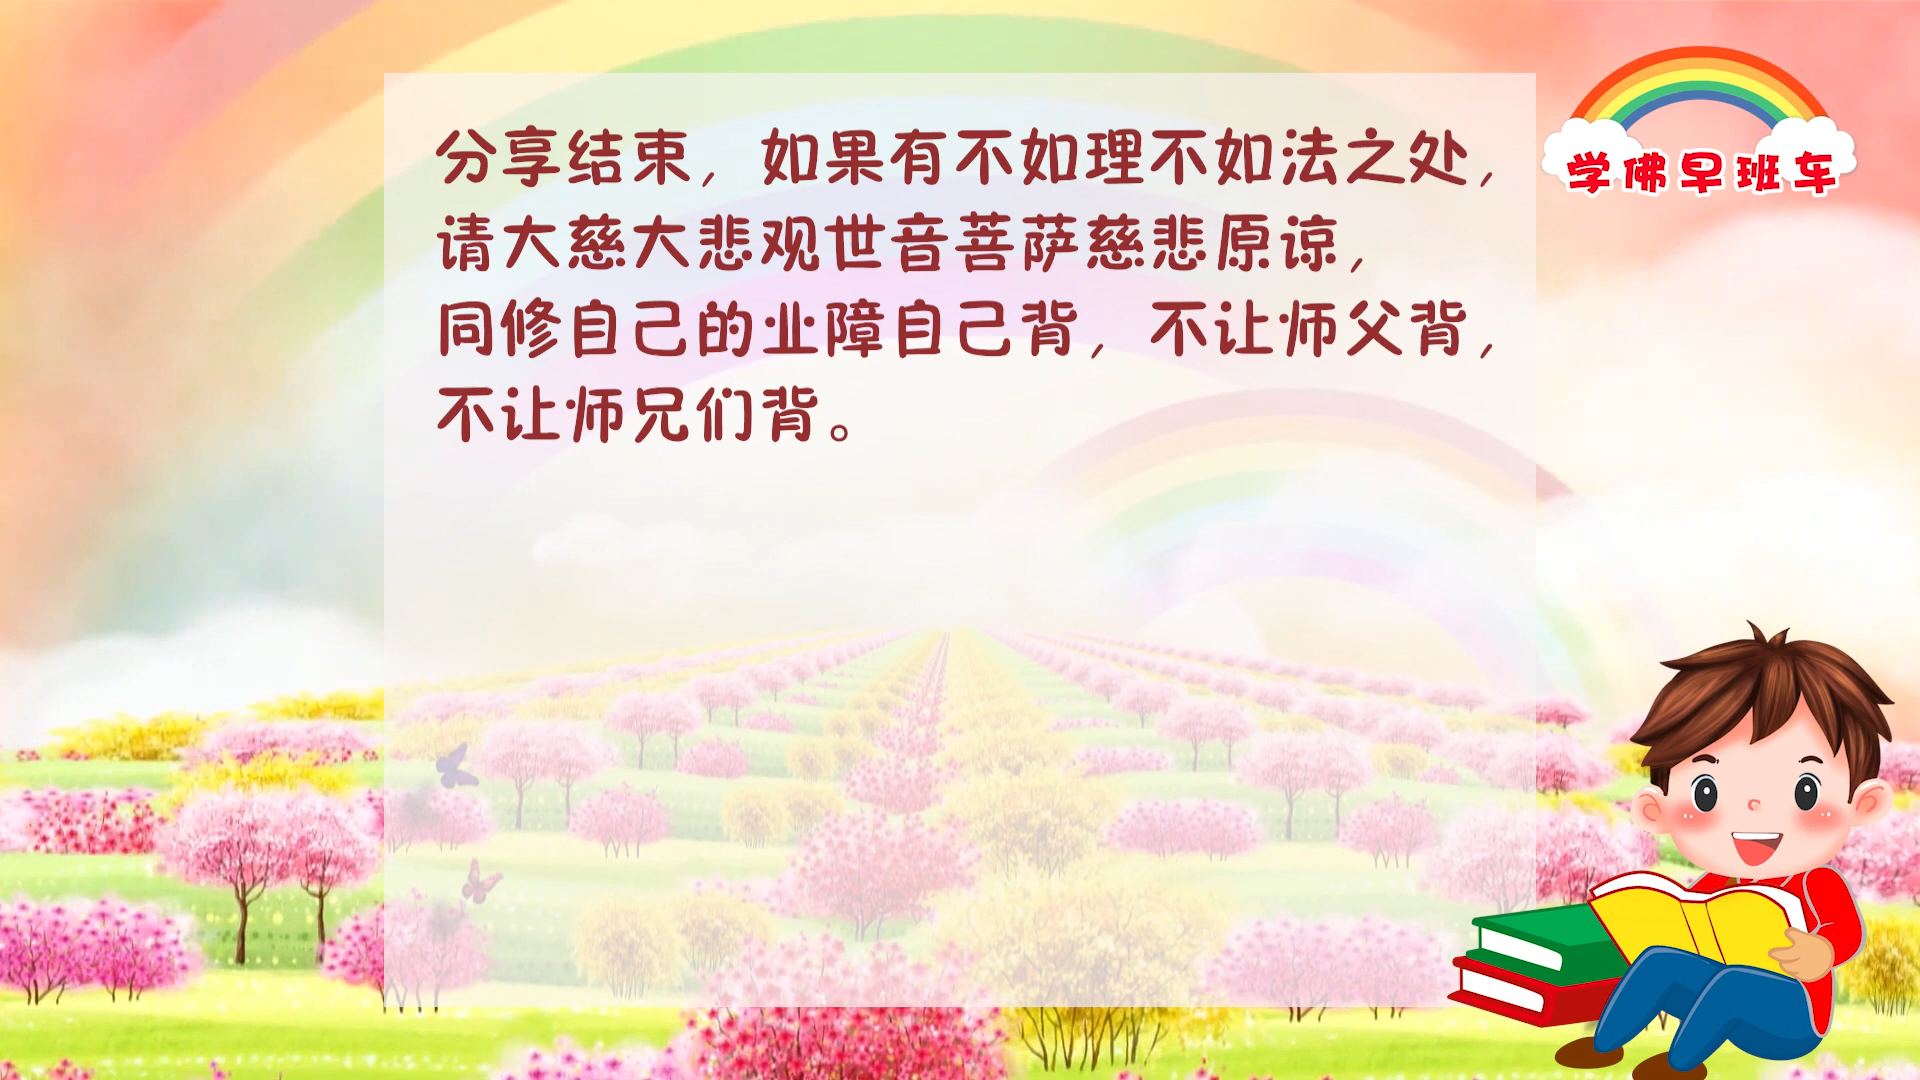 分享结束，如果有不如理不如法之处，
请大慈大悲观世音菩萨慈悲原谅，
同修自己的业障自己背，不让师父背，
不让师兄们背。
学佛早班车